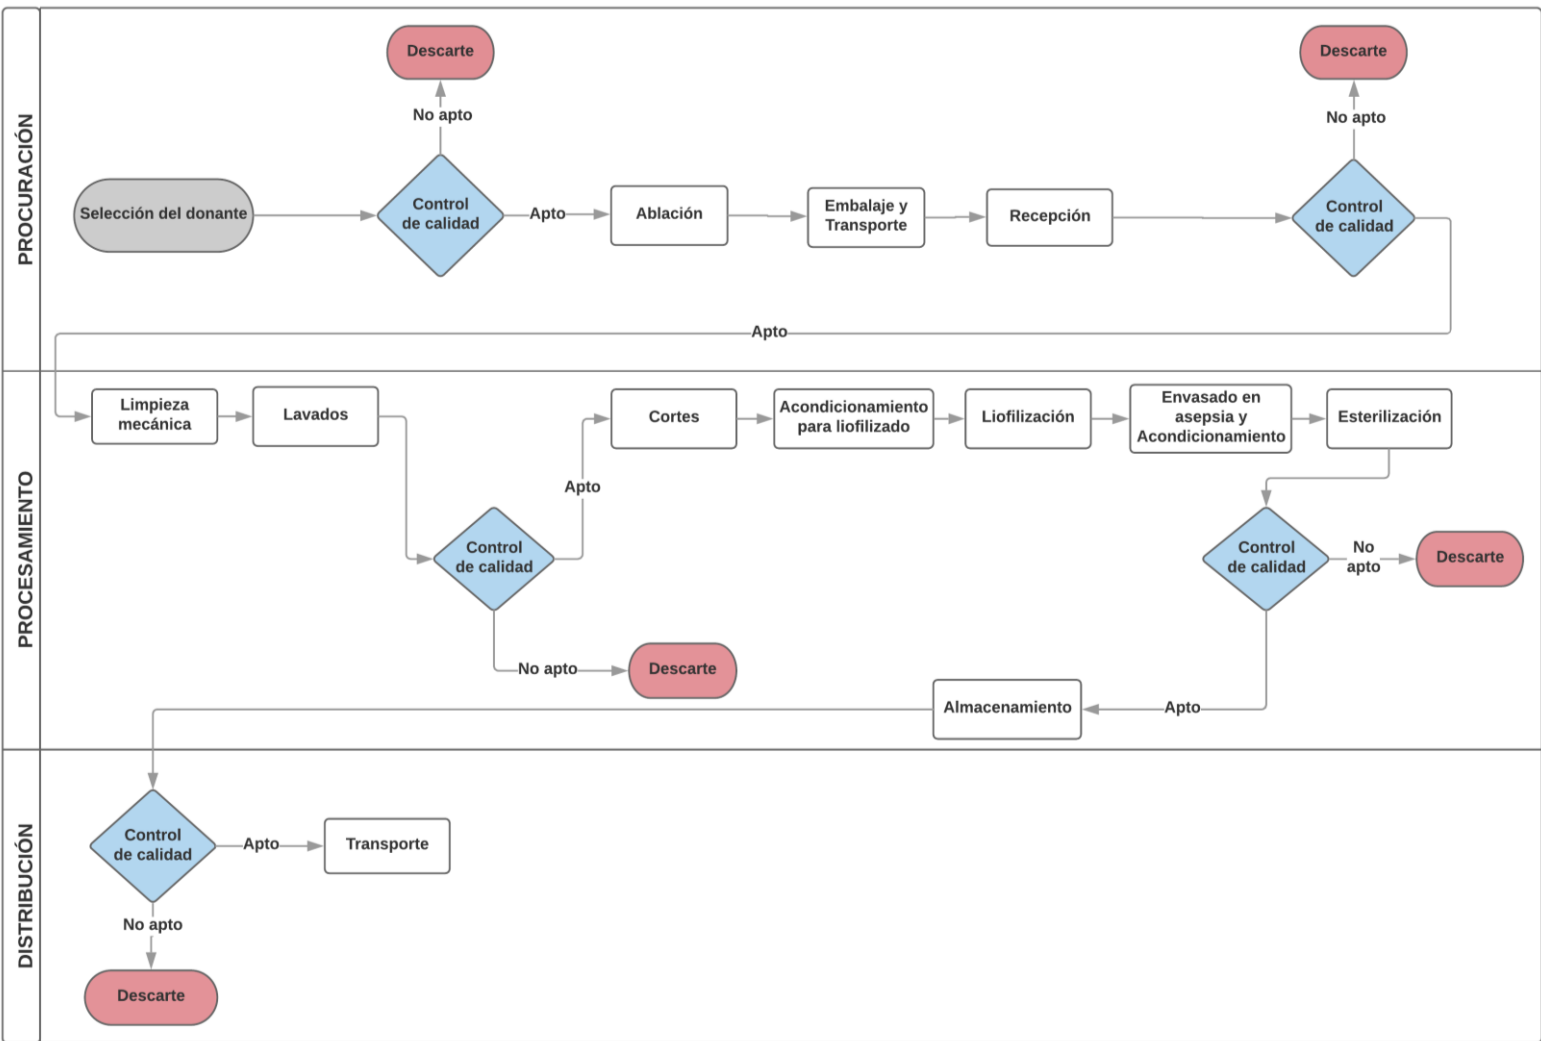 PROCURACIÓN
Descarte
No apto
Selección del donante
Control
de calidad
Apto
Ablación
Embalaje y
Transporte
Recepción
Control
de calidad
No apto
Descarte
Apto
PROCESAMIENTO
Limpieza
mecánica
Lavados
Control
de calidad
No apto
Descarte
Apto
Cortes
Acondicionamiento
para liofilizado
Liofilización
Envasado en
asepsia y
Acondicionamiento
Esterilización
Control
de calidad
No
apto
Descarte
Apto
Almacenamiento
DISTRIBUCIÓN
Control
de calidad
Apto
Transporte
No apto
Descarte